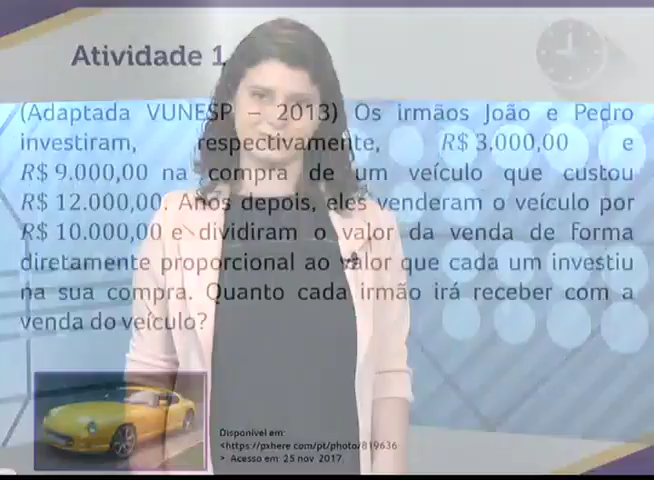 Atividade 1
(Adaptada VUNESP – 2013) Os irmãos João e Pedro
investiram, respectivamente, R$ 3,000,00 e
R$ 9.000,00 na compra de um veículo que custou
R$ 12.000,00. Anos depois, eles venderam o veículo por
R$ 10.000,00 e dividiram o valor da venda de forma
diretamente proporcional ao valor que cada um investiu
na sua compra. Quanto cada irmão irá receber com a
venda do veículo?
Disponível em:
<https://pxhere.com/pt/photo/819636
> Acesso em: 25 nov. 2017.